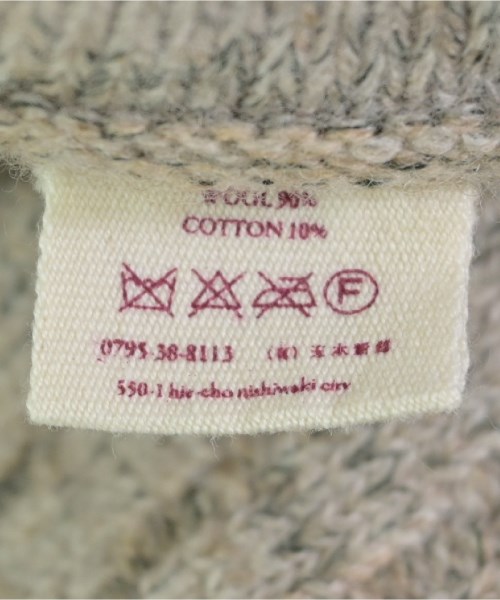 WOOL 90%
COTTON 10%
F
0795-38-8113 (有) 玉木新雌
550-1 hie-cho nishiwaki city